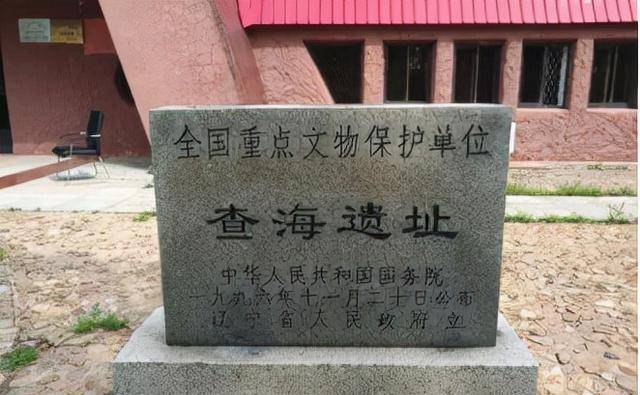 全国重点文物保护单位
查海遗址
中华人民共和国国务院
一九九六年十一月二十日公布
辽宁省人民政府立